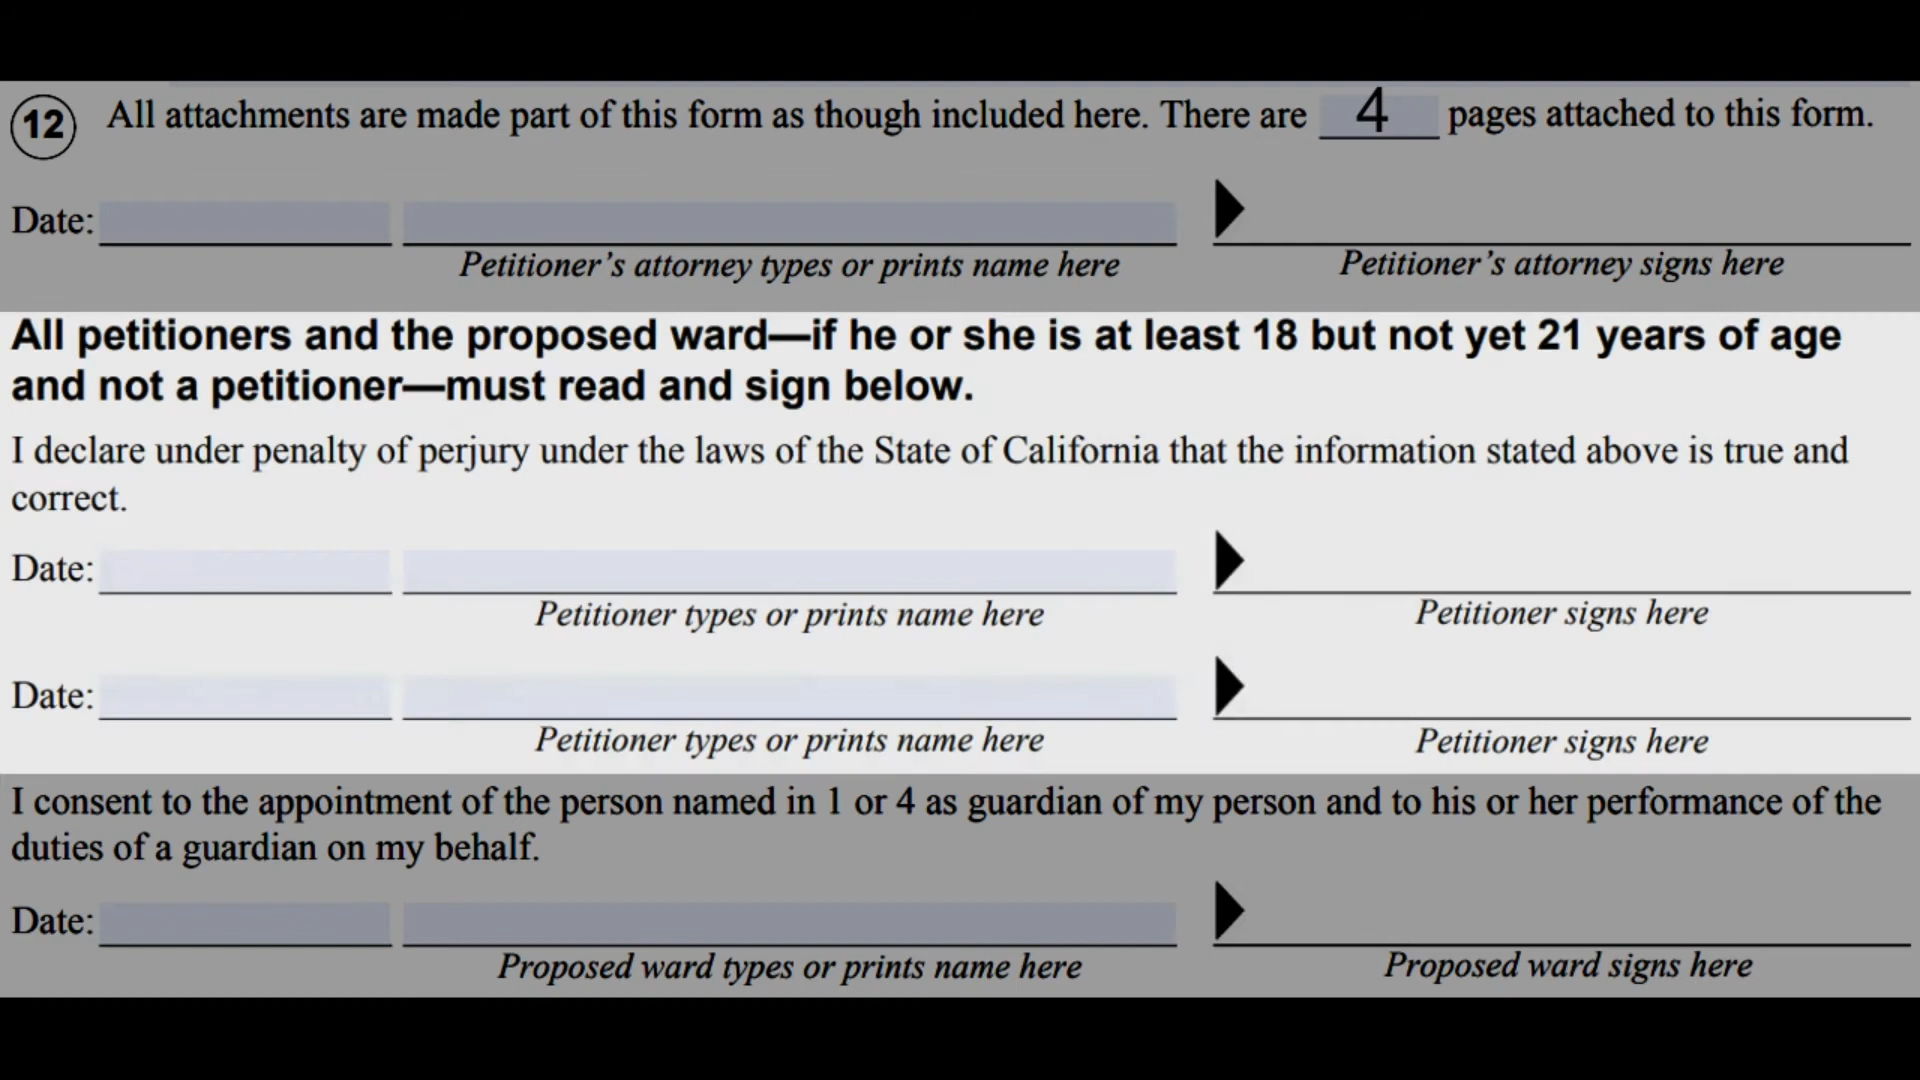 12 All attachments are made part of this form as though included here. There are 4 pages attached to this form.
Date:
Petitioner’s attorney types or prints name here Petitioner’s attorney signs here
All petitioners and the proposed ward—if he or she is at least 18 but not yet 21 years of age
and not a petitioner—must read and sign below.
I declare under penalty of perjury under the laws of the State of California that the information stated above is true and
correct.
Date:
Petitioner types or prints name here Petitioner signs here
Date:
Petitioner types or prints name here Petitioner signs here
I consent to the appointment of the person named in 1 or 4 as guardian of my person and to his or her performance of the
duties of a guardian on my behalf.
Date:
Proposed ward types or prints name here Proposed ward signs here